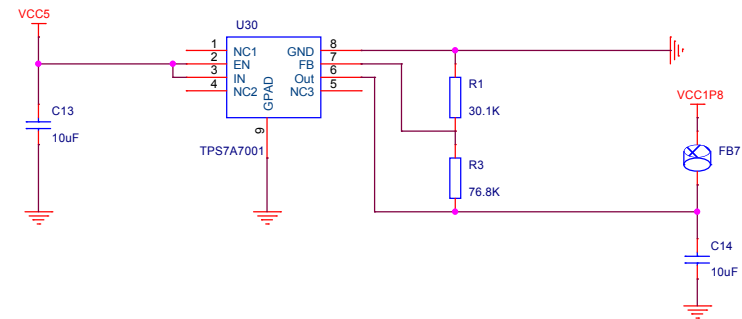 VCC5
U30
1 NC1 GND 8
2 EN FB 7
3 IN Out 6
4 NC2 NC3 5
GPAD
9
TPS7A7001
C13
10uF
R1
30.1K
R3
76.8K
VCC1P8
FB7
C14
10uF